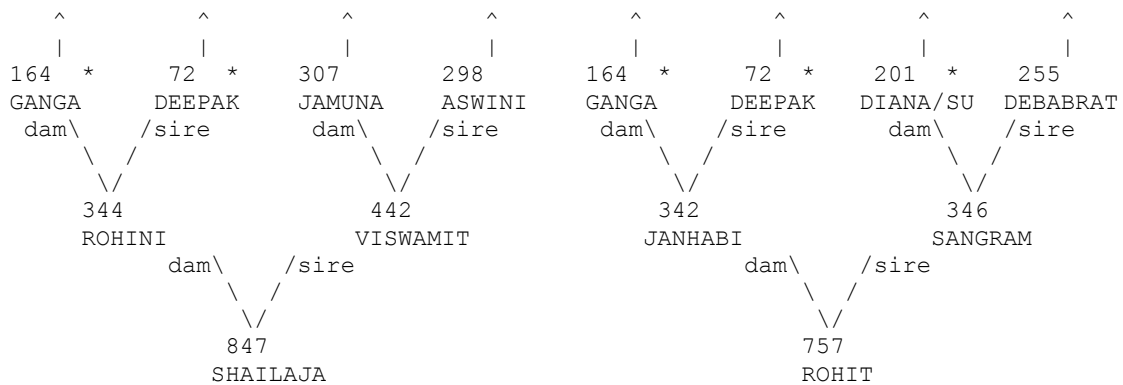 ^ ^ ^ ^ ^ ^ ^ ^
| | | | | | | |
164 * 72 * 307 298 164 * 72 * 201 * 255
GANGA DEEPAK JAMUNA ASWINI GANGA DEEPAK DIANA/SU DEBABRAT
dam\ /sire dam\ /sire dam\ /sire dam\ /sire
\ / \ / \ / \ /
\/ \/ \/ \/
344 442 342 346
ROHINI VISWAMIT JANHABI SANGRAM
dam\ /sire dam\ /sire
\ / \ /
\/ \/
847 757
SHAILAJA ROHIT